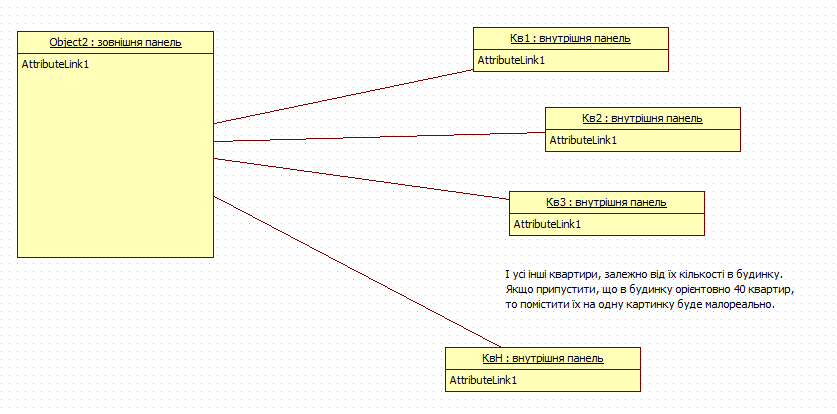 Object2 : зовнішня панель
AttributeLink1
Кв1 : внутрішня панель
AttributeLink1
Кв2 : внутрішня панель
AttributeLink1
Кв3 : внутрішня панель
AttributeLink1
І усі інші квартири, залежно від їх кількості в будинку.
Якщо припустити, що в будинку орієнтовно 40 квартир,
то помістити їх на одну картинку буде малореально.
КвН : внутрішня панель
AttributeLink1